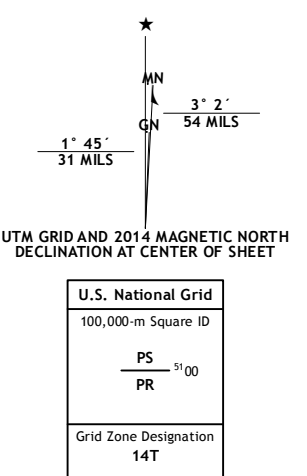 ★
MN
3° 2´
GN
54 MILS
1° 45´
31 MILS
UTM GRID AND 2014 MAGNETIC NORTH
DECLINATION AT CENTER OF SHEET
U.S. National Grid
100,000-m Square ID
PS
5100
PR
Grid Zone Designation
14T